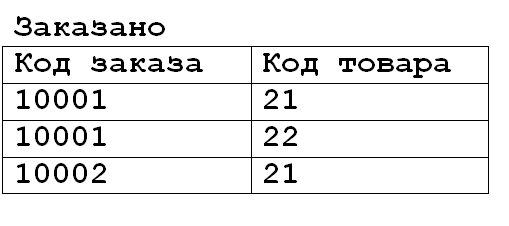 Заказано
Код заказа Код товара
10001 21
10001 22
10002 21